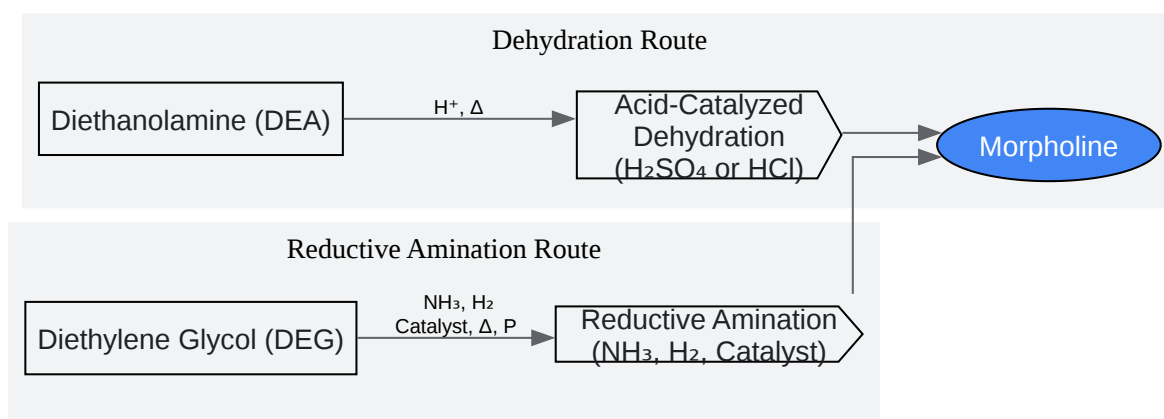 Dehydration Route
Diethanolamine (DEA)
H⁺, Δ
Acid-Catalyzed
Dehydration
(H₂SO₄ or HCl)
Morpholine
Reductive Amination Route
Diethylene Glycol (DEG)
NH₃, H₂
Catalyst, Δ, P
Reductive Amination
(NH₃, H₂, Catalyst)